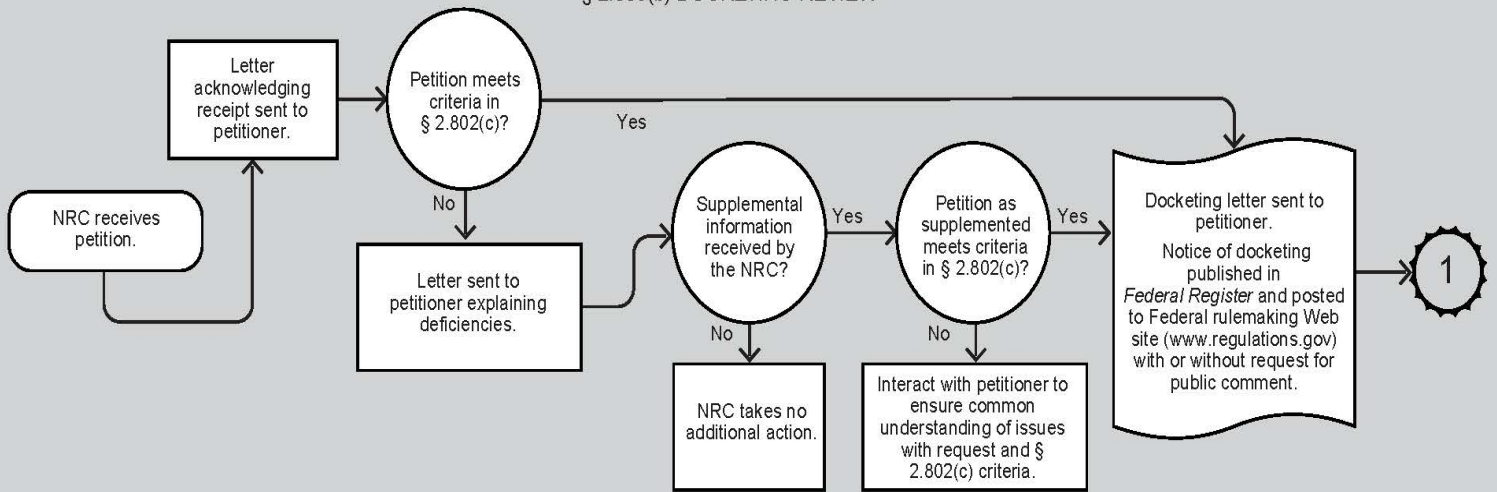 Letter
acknowledging
receipt sent to
petitioner.
Petition meets
criteria in
§ 2.802(c)?
Yes
No
NRC receives
petition.
Letter sent to
petitioner explaining
deficiencies.
Supplemental
information
received by
the NRC?
Yes
No
NRC takes no
additional action.
Petition as
supplemented
meets criteria
in § 2.802(c)?
Yes
No
Interact with petitioner to
ensure common
understanding of issues
with request and §
2.802(c) criteria.
Docketing letter sent to
petitioner.
Notice of docketing
published in
Federal Register and posted
to Federal rulemaking Web
site (www.regulations.gov)
with or without request for
public comment.
1